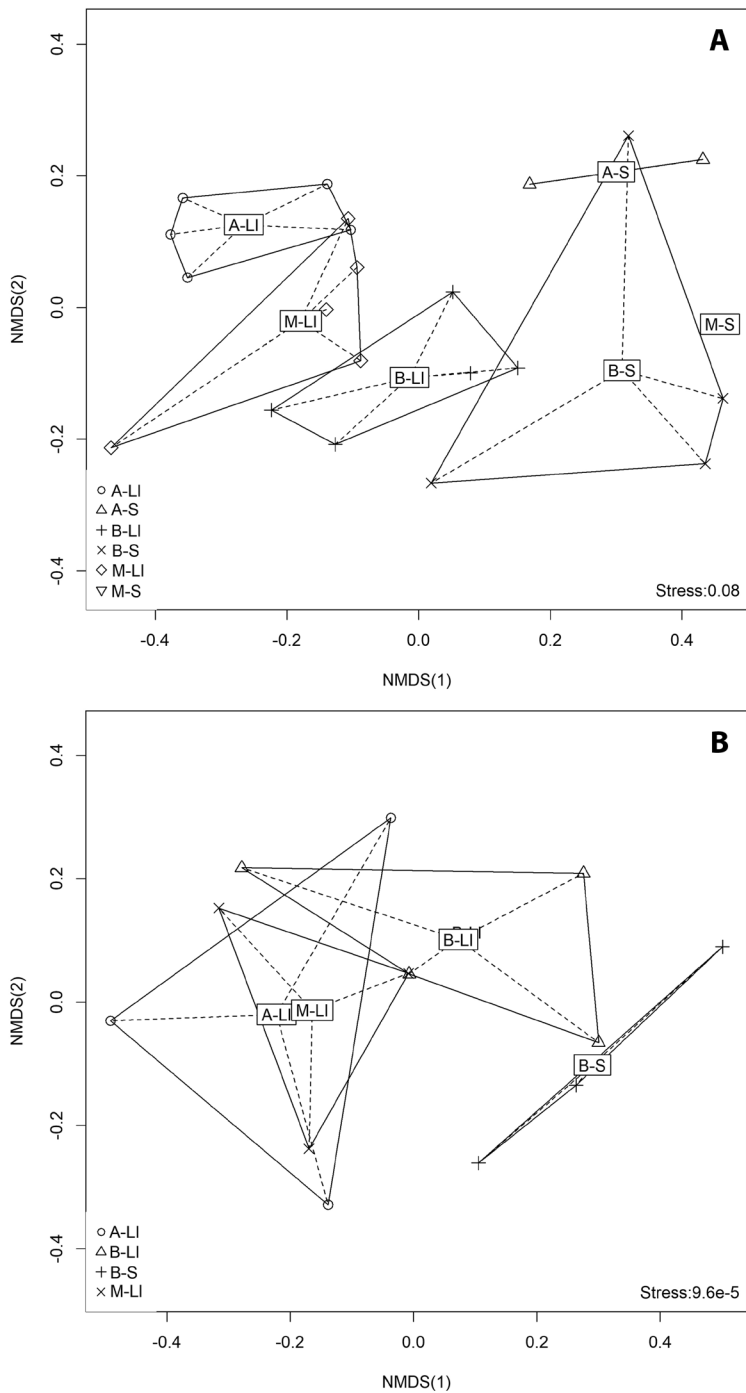 A
0.4
0.2
0.0
-0.2
-0.4
NMDS(2)
A-LI
M-LI
B-LI
A-S
M-S
B-S
A-LI
A-S
B-LI
B-S
M-LI
M-S
Stress:0.08
-0.4 -0.2 0.0 0.2 0.4
NMDS(1)
B
0.4
0.2
0.0
-0.2
-0.4
NMDS(2)
B-LI
A-LI
M-LI
B-S
A-LI
B-LI
B-S
M-LI
Stress:9.6e-5
-0.4 -0.2 0.0 0.2 0.4
NMDS(1)